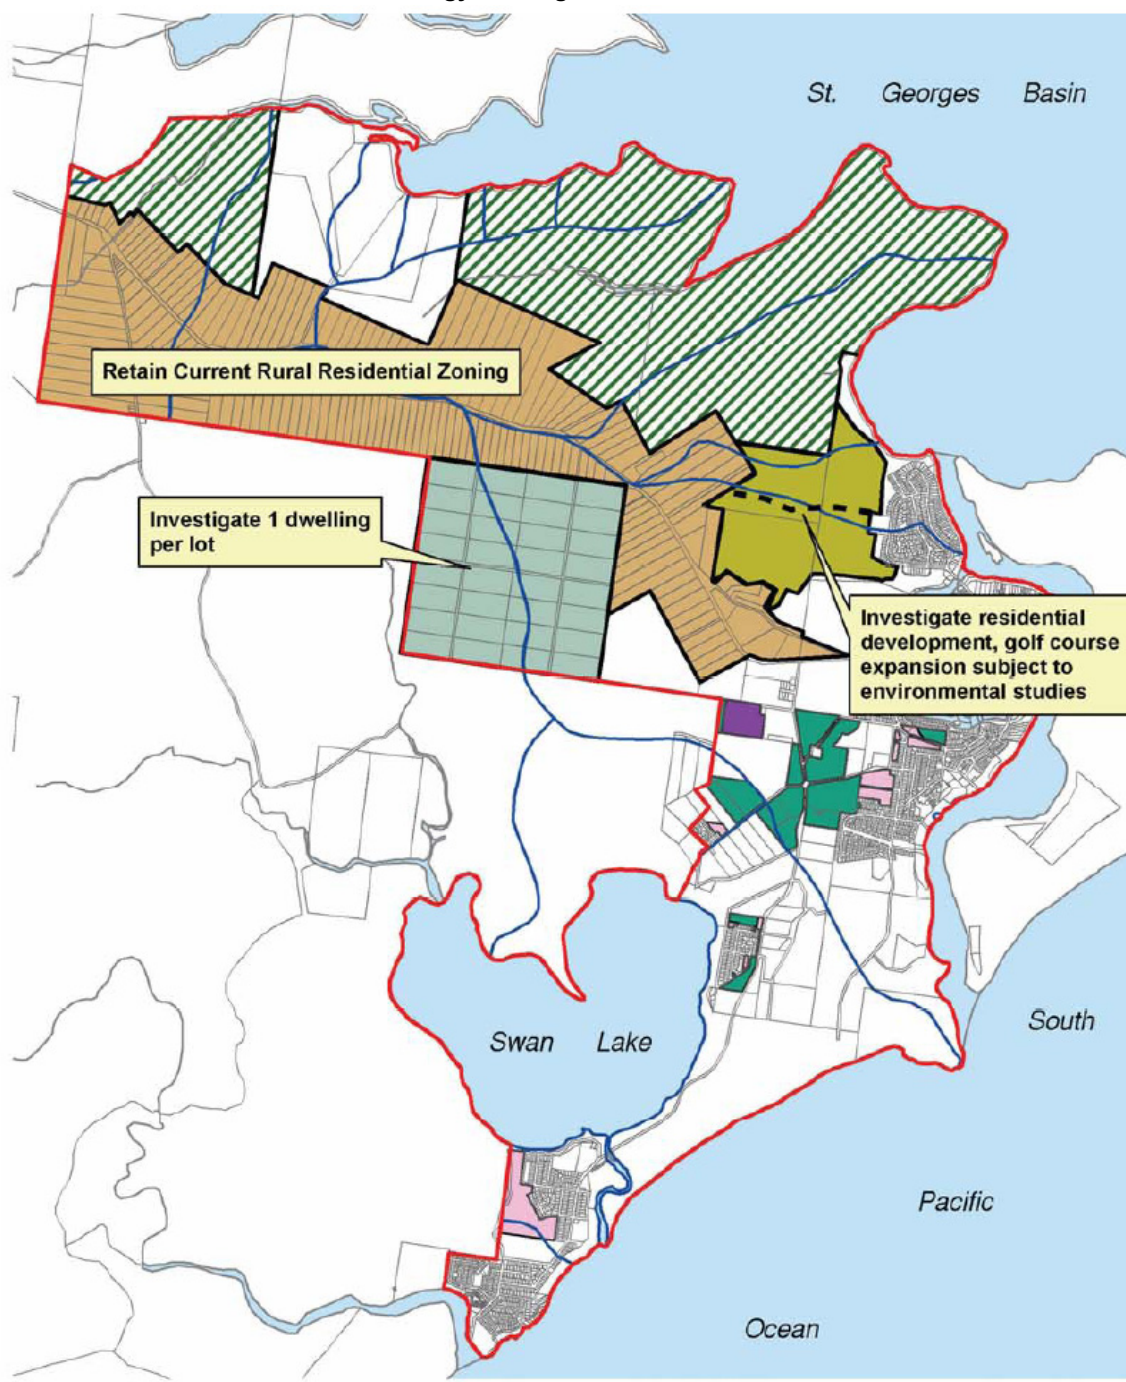 St. Georges Basin
Retain Current Rural Residential Zoning
Investigate 1 dwelling
per lot
Investigate residential
development, golf course
expansion subject to
environmental studies
Swan Lake
South
Pacific
Ocean